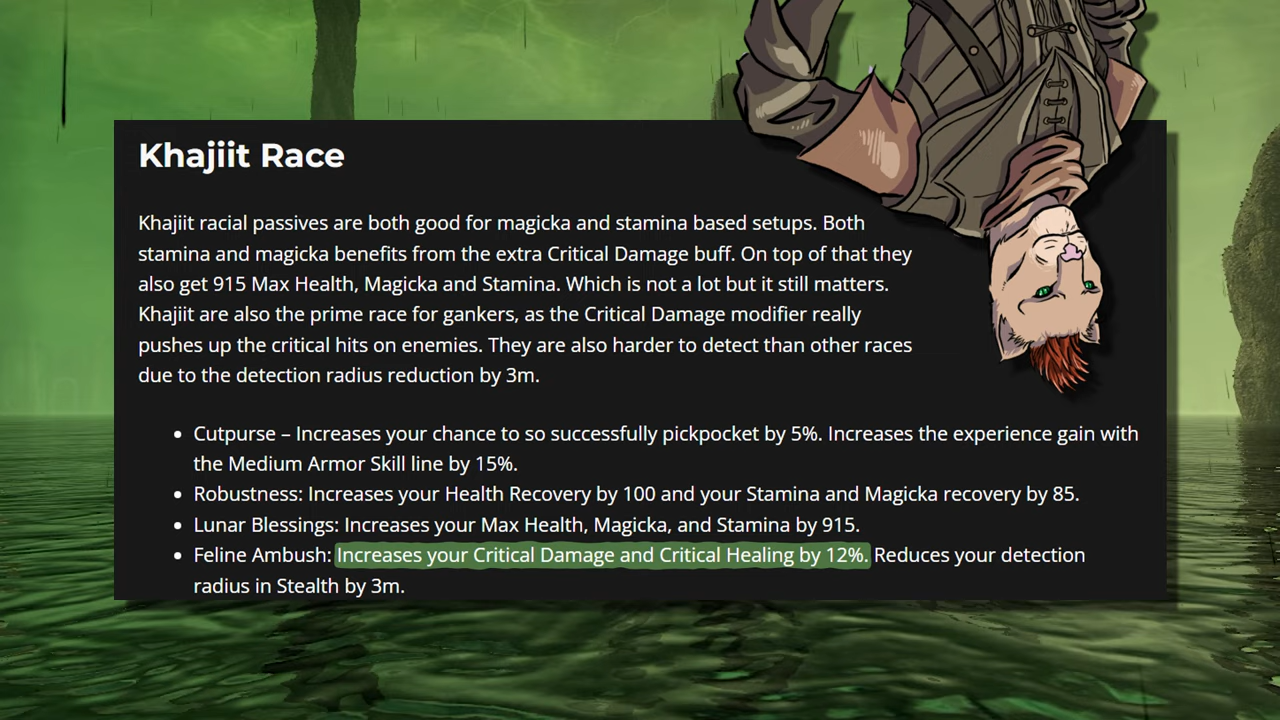 Khajiit Race
Khajiit racial passives are both good for magicka and stamina based setups. Both
stamina and magicka benefits from the extra Critical Damage buff. On top of that they
also get 915 Max Health, Magicka and Stamina. Which is not a lot but it still matters.
Khajiit are also the prime race for gankers, as the Critical Damage modifier really
pushes up the critical hits on enemies. They are also harder to detect than other races
due to the detection radius reduction by 3m.
• Cutpurse – Increases your chance to so successfully pickpocket by 5%. Increases the experience gain with
the Medium Armor Skill line by 15%.
• Robustness: Increases your Health Recovery by 100 and your Stamina and Magicka recovery by 85.
• Lunar Blessings: Increases your Max Health, Magicka, and Stamina by 915.
• Feline Ambush: Increases your Critical Damage and Critical Healing by 12%. Reduces your detection
radius in Stealth by 3m.